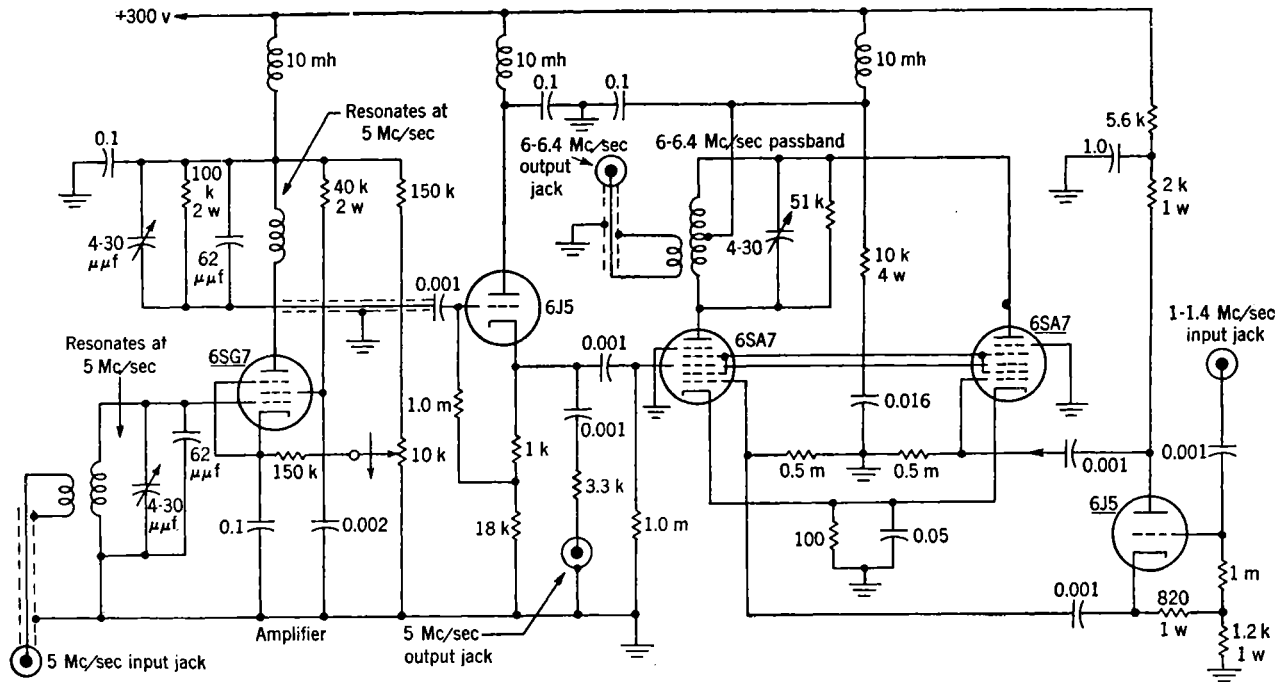 +300 v
10 mh
10 mh
10 mh
Resonates at
5 Mc/sec
0.1
0.1
0.1
5.6 k
6-6.4 Mc/sec
output
jack
6-6.4 Mc/sec passband
1.0
100
k
2 w
40 k
2 w
150 k
51 k
2 k
1 w
4-30
μμf
62
μμf
4-30
10 k
4 w
0.001
6J5
1-1.4 Mc/sec
input jack
Resonates at
5 Mc/sec
6SG7
0.001
6SA7
6SA7
62
μμf
1.0 m
0.001
0.016
4-30
μμf
150 k
10 k
1 k
0.5 m
0.5 m
0.001
0.001
3.3 k
0.1
0.002
18 k
1.0 m
100
0.05
6J5
1 m
0.001
820
1 w
1.2 k
1 w
Amplifier
5 Mc/sec
output jack
5 Mc/sec input jack